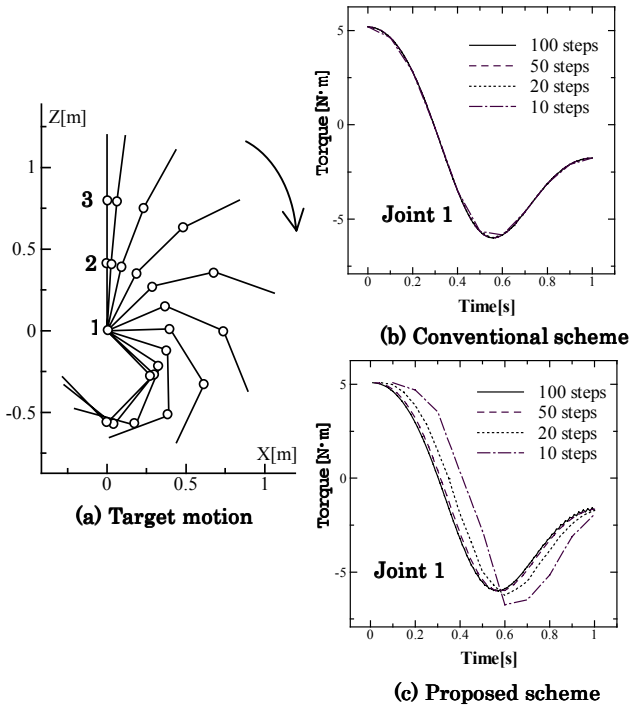 Z[m]
1
0.5
0
-0.5
3
2
1
0
0.5
1
X[m]
(a) Target motion
5
0
-5
Torque [N·m]
100 steps
50 steps
20 steps
10 steps
Joint 1
0
0.2
0.4
0.6
0.8
1
Time[s]
(b) Conventional scheme
5
0
-5
Torque [N·m]
100 steps
50 steps
20 steps
10 steps
Joint 1
0
0.2
0.4
0.6
0.8
1
Time[s]
(c) Proposed scheme